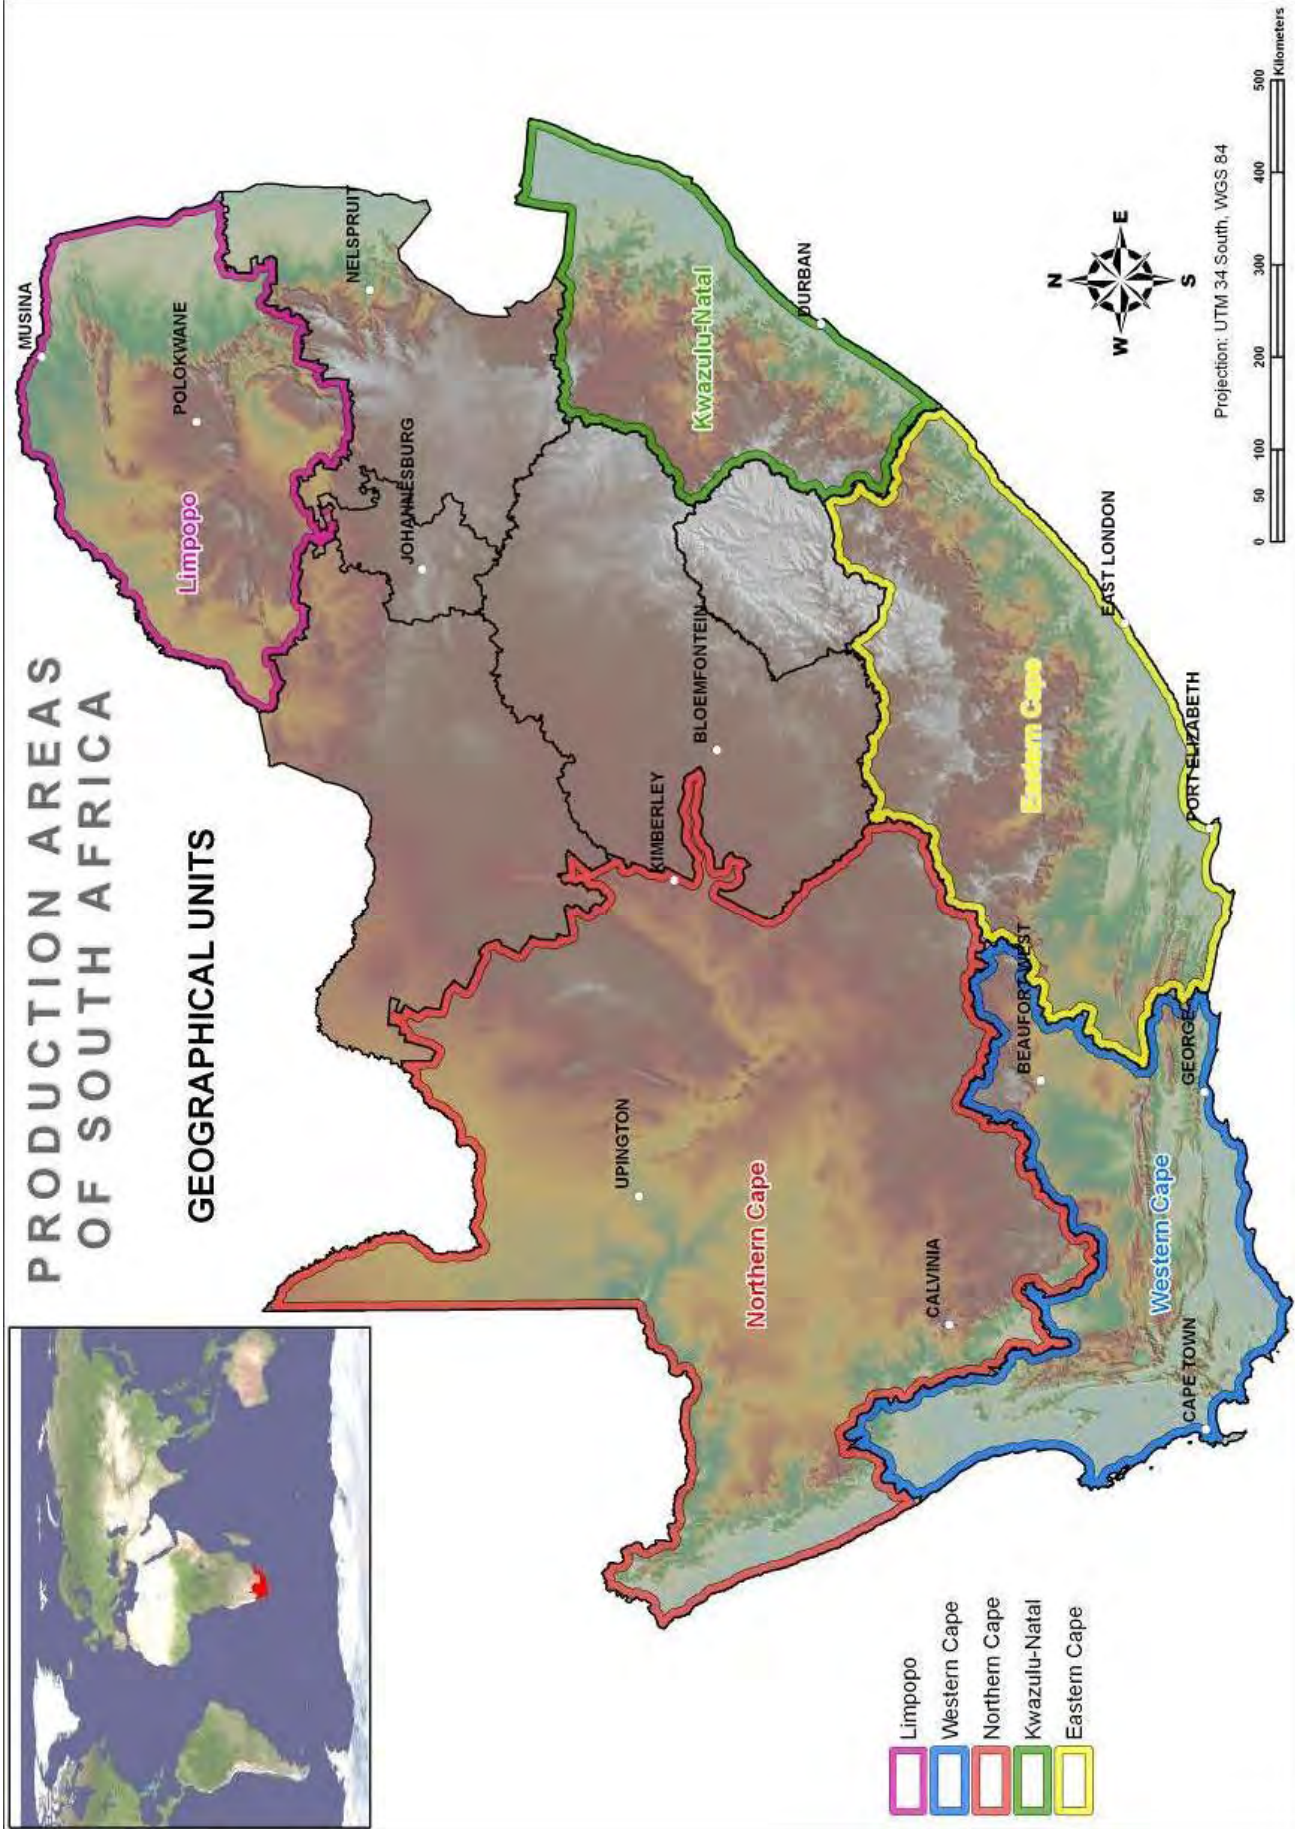 PRODUCTION AREAS
OF SOUTH AFRICA
GEOGRAPHICAL UNITS
MUSINA
POLOKWANE
Limpopo
NELSPRUIT
JOHANNESBURG
Kwazulu-Natal
DURBAN
BLOEMFONTEIN
KIMBERLEY
UPINGTON
Northern Cape
CALVINIA
Eastern Cape
EAST LONDON
PORT ELIZABETH
BEAUFORT WEST
GEORGE
Western Cape
CAPE TOWN
Limpopo
Western Cape
Northern Cape
Kwazulu-Natal
Eastern Cape
N
W E
S
Projection: UTM 34 South, WGS 84
0 50 100 200 300 400 500
Kilometers